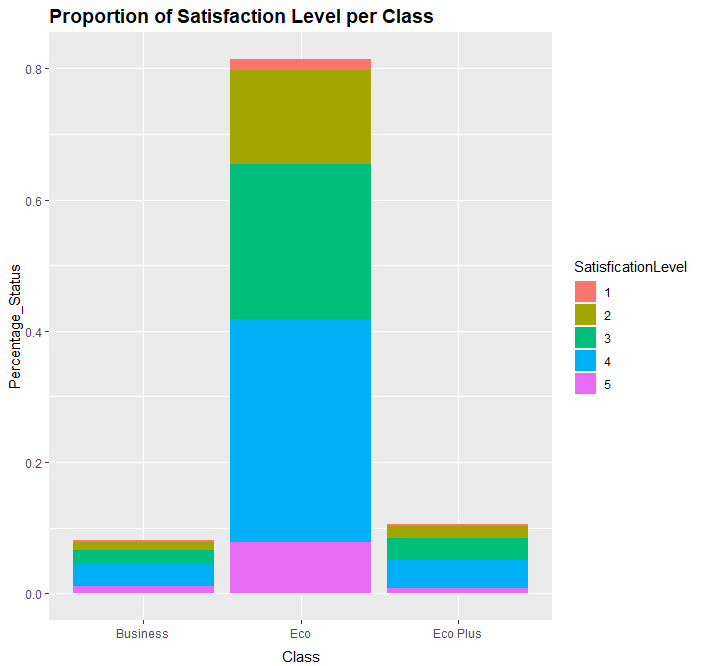 Proportion of Satisfaction Level per Class
0.8
0.6
0.4
0.2
0.0
Percentage_Status
Business
Eco
Eco Plus
Class
SatisficationLevel
1
2
3
4
5